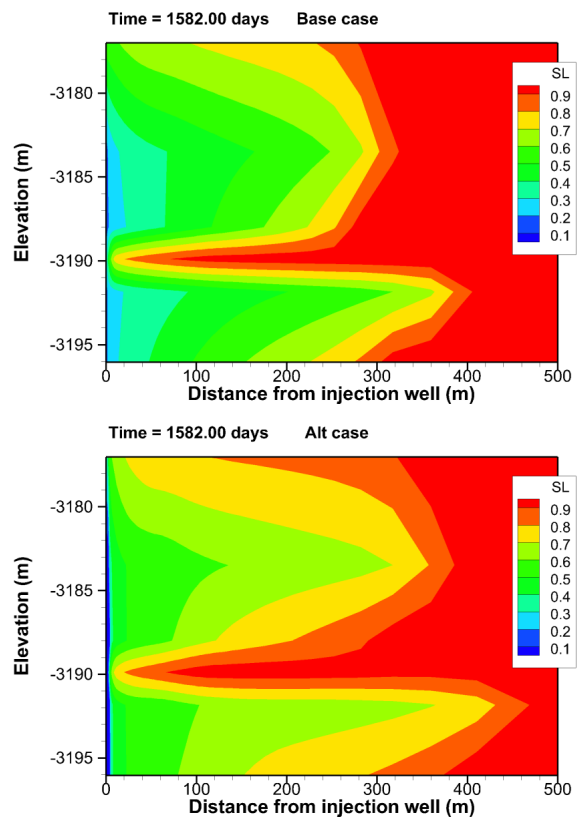 Time = 1582.00 days Base case
SL
0.9
0.8
0.7
0.6
0.5
0.4
0.3
0.2
0.1
Elevation (m)
-3180
-3185
-3190
-3195
0 100 200 300 400 500
Distance from injection well (m)
Time = 1582.00 days Alt case
SL
0.9
0.8
0.7
0.6
0.5
0.4
0.3
0.2
0.1
Elevation (m)
-3180
-3185
-3190
-3195
0 100 200 300 400 500
Distance from injection well (m)